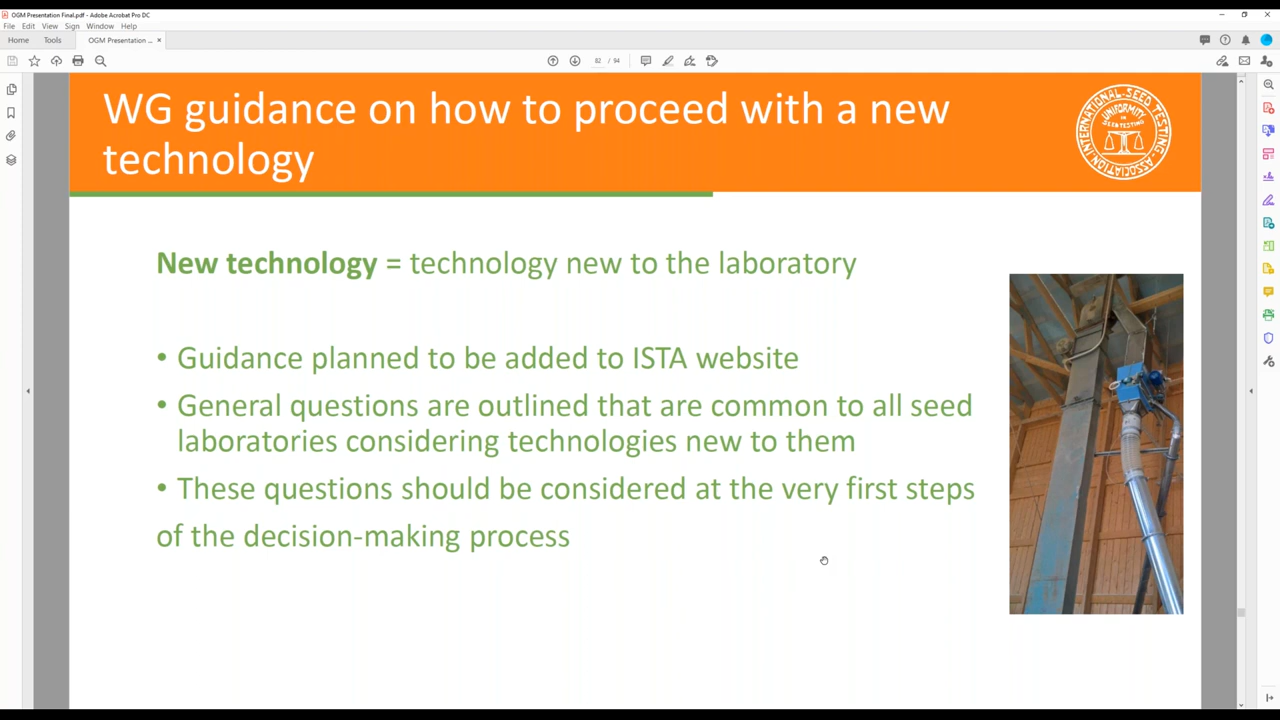 OGM Presentation Final.pdf - Adobe Acrobat Pro DC
File Edit View Sign Window Help
Home Tools OGM Presentation ... ×
82 / 94
WG guidance on how to proceed with a new
technology
INTERNATIONAL SEED TESTING ASSOCIATION
UNIFORMITY
IN
SEED TESTING
New technology = technology new to the laboratory
• Guidance planned to be added to ISTA website
• General questions are outlined that are common to all seed
laboratories considering technologies new to them
• These questions should be considered at the very first steps
of the decision-making process